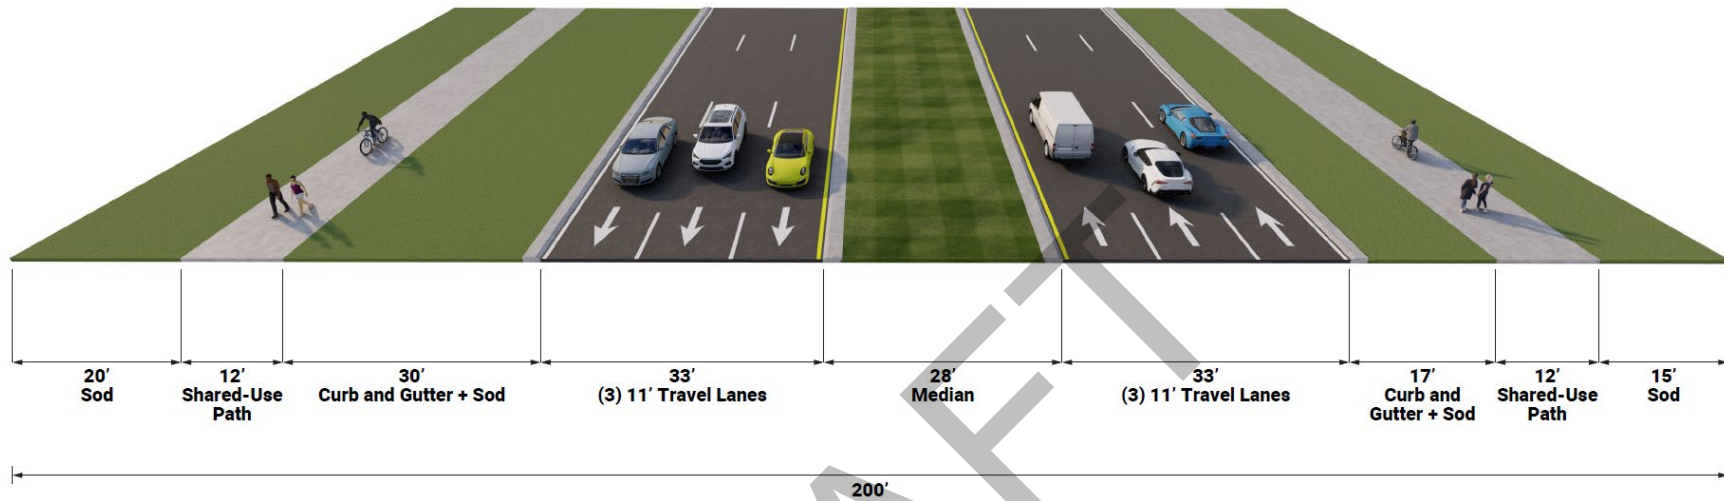 20’
Sod
12’
Shared-Use
Path
30’
Curb and Gutter + Sod
33’
(3) 11’ Travel Lanes
28’
Median
33’
(3) 11’ Travel Lanes
17’
Curb and
Gutter + Sod
12’
Shared-Use
Path
15’
Sod
200’
AFT